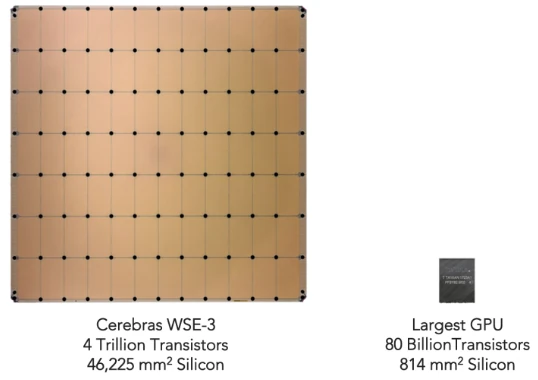 Cerebras WSE-3
4 Trillion Transistors
46,225 mm² Silicon
Largest GPU
80 BillionTransistors
814 mm² Silicon